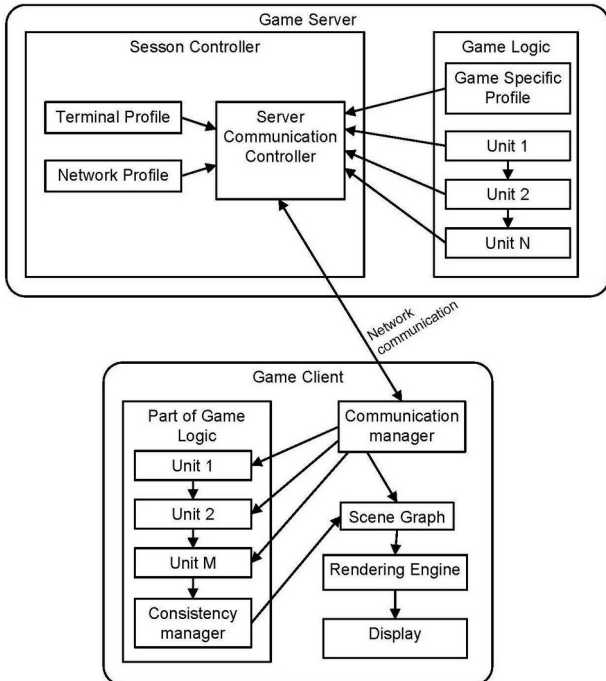 Game Server
Sesson Controller
Game Logic
Terminal Profile
Network Profile
Server
Communication
Controller
Game Specific
Profile
Unit 1
Unit 2
Unit N
Network
communication
Game Client
Part of Game
Logic
Unit 1
Unit 2
Unit M
Consistency
manager
Communication
manager
Scene Graph
Rendering Engine
Display